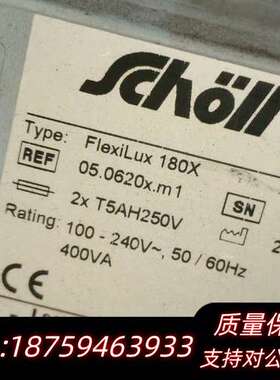 Schöll
Type: FlexiLux 180X
REF 05.0620x.m1 SN
2x T5AH250V 2
Rating: 100 - 240V~, 50 / 60Hz
400VA
CE
质量保
:18759463933
支持对公